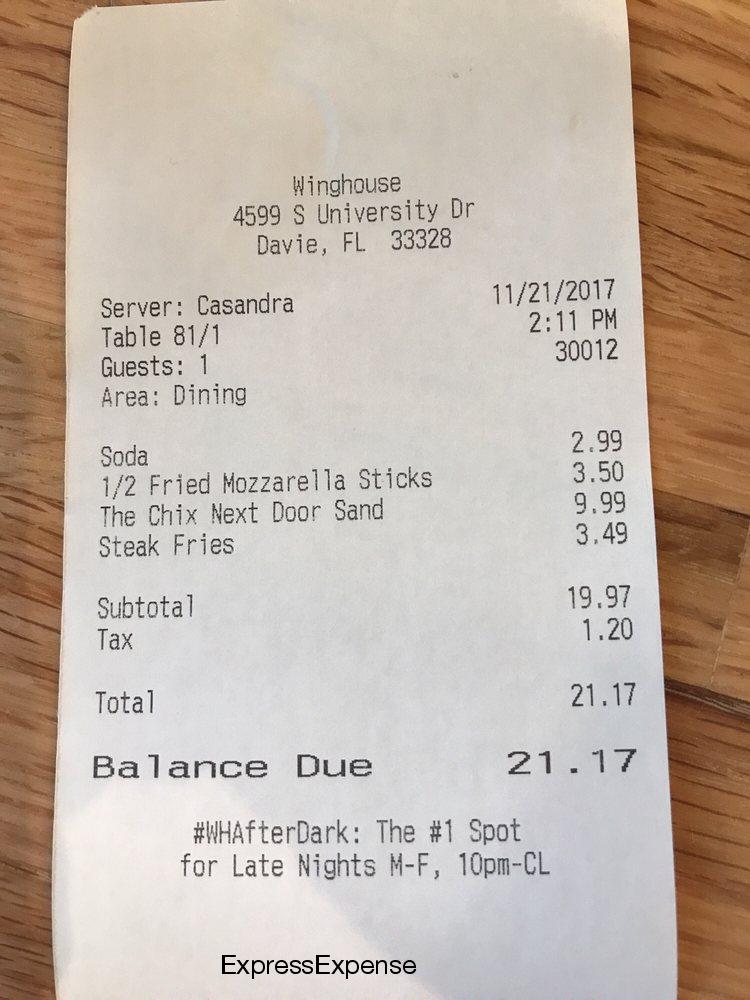 Winghouse
4599 S University Dr
Davie, FL 33328
Server: Casandra 11/21/2017
Table 81/1 2:11 PM
Guests: 1 30012
Area: Dining
Soda 2.99
1/2 Fried Mozzarella Sticks 3.50
The Chix Next Door Sand 9.99
Steak Fries 3.49
Subtotal 19.97
Tax 1.20
Total 21.17
Balance Due 21.17
#WHAfterDark: The #1 Spot
for Late Nights M-F, 10pm-CL
ExpressExpense